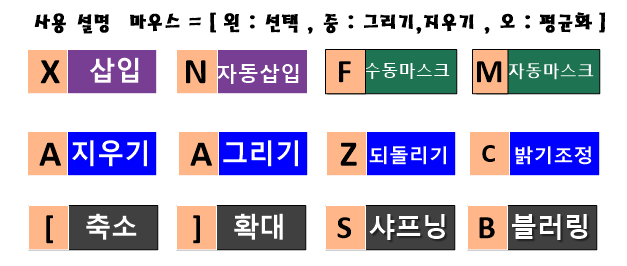 사용 설명 마우스 = [ 왼 : 선택 , 중 : 그리기,지우기 , 오 : 평균화 ]
X 삽입 N 자동삽입 F 수동마스크 M 자동마스크
A 지우기 A 그리기 Z 되돌리기 C 밝기조정
[ 축소 ] 확대 S 샤프닝 B 블러링